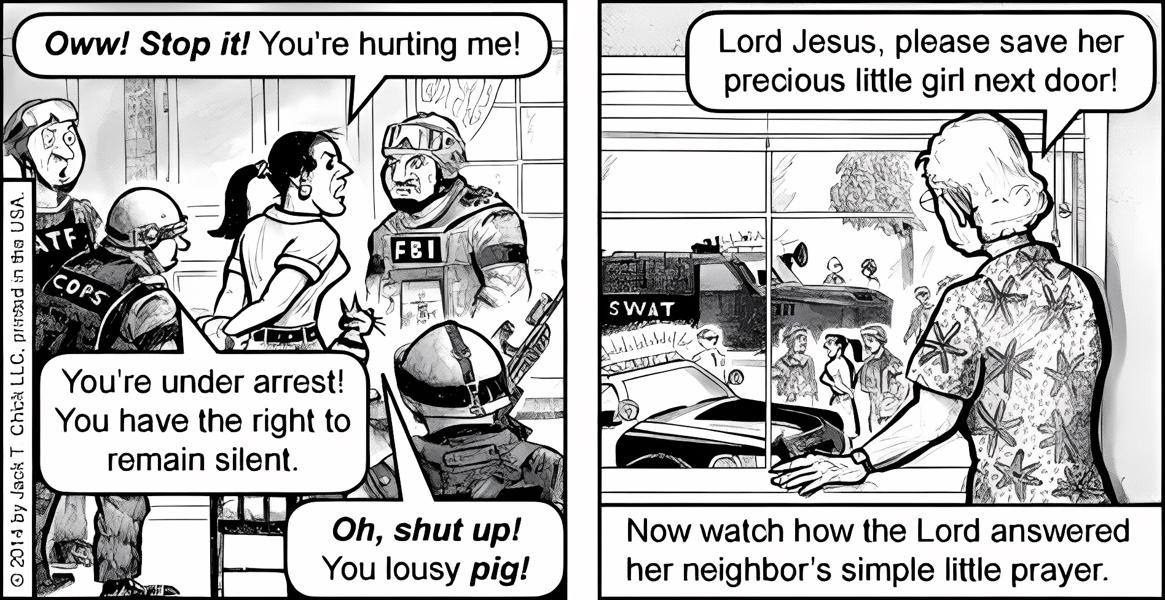 Oww! Stop it! You're hurting me!
ATF
COPS
FBI
You're under arrest!
You have the right to
remain silent.
Oh, shut up!
You lousy pig!
© 2014 by Jack T. Chick LLC. printed in the USA.
Lord Jesus, please save her
precious little girl next door!
SWAT
Now watch how the Lord answered
her neighbor's simple little prayer.